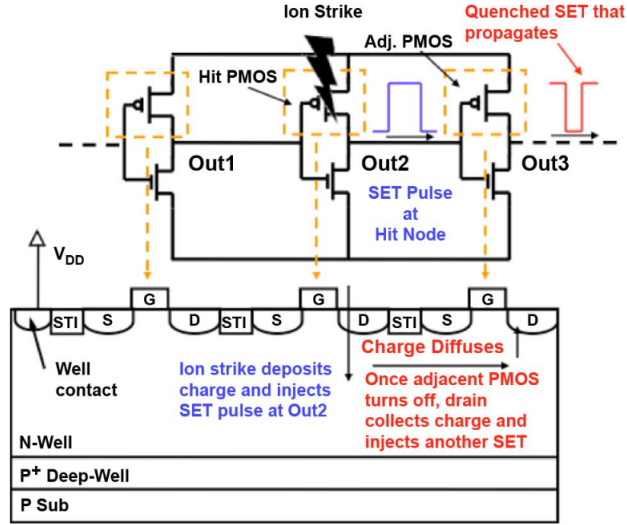 Ion Strike
Quenched SET that
propagates
Adj. PMOS
Hit PMOS
Out1
Out2
Out3
SET Pulse
at
Hit Node
VDD
G
G
G
STI
S
D
STI
S
D
STI
S
D
Well
contact
Ion strike deposits
charge and injects
SET pulse at Out2
Charge Diffuses
Once adjacent PMOS
turns off, drain
collects charge and
injects another SET
N-Well
P+ Deep-Well
P Sub